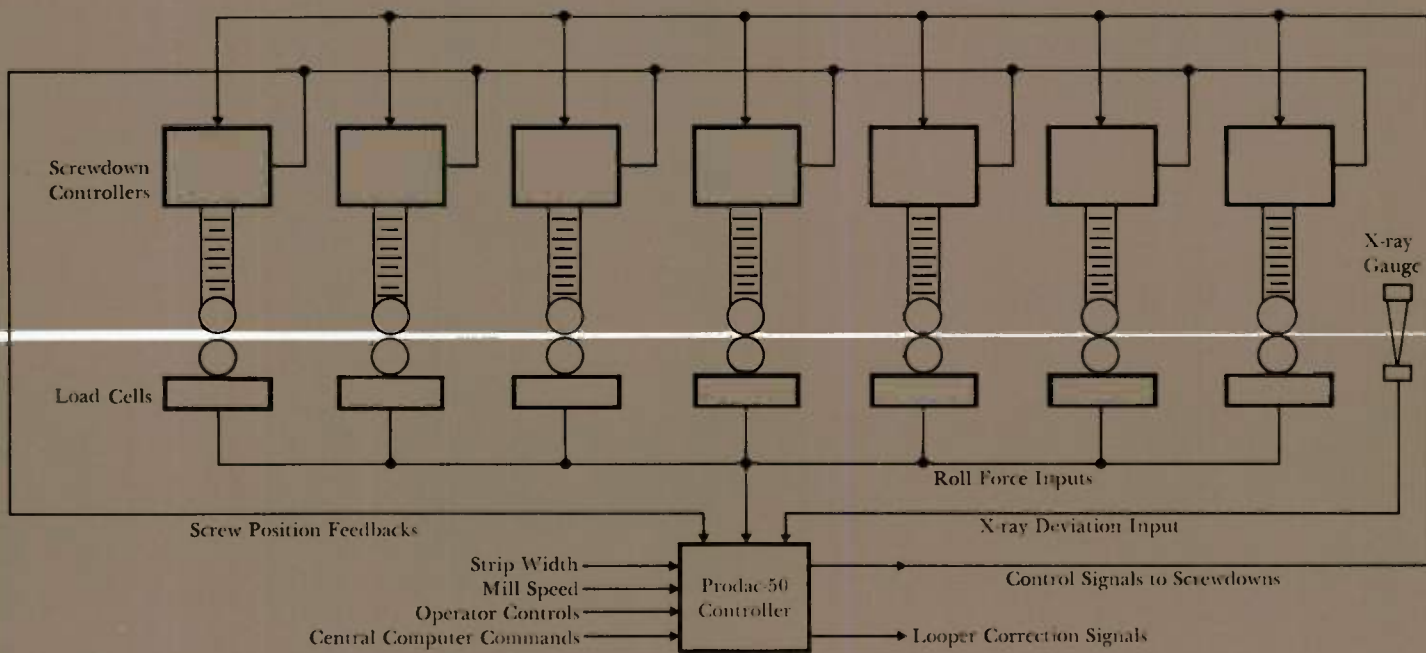 Screwdown
Controllers
X-ray
Gauge
Load Cells
Roll Force Inputs
Screw Position Feedbacks
X-ray Deviation Input
Strip Width
Mill Speed
Operator Controls
Central Computer Commands
Prodac-50
Controller
Control Signals to Screwdowns
Looper Correction Signals